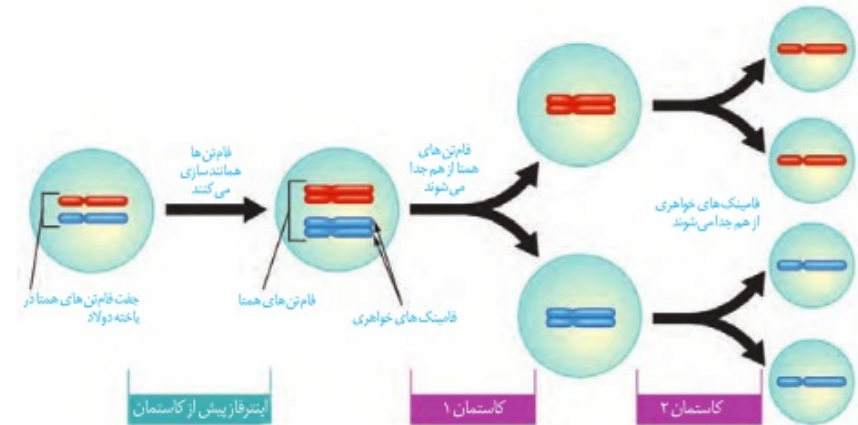 فام‌تن‌ها
همانندسازی
می‌کنند
فام‌تن‌های
همتا از هم جدا
می‌شوند
فامینک‌های خواهری
از هم جدا می‌شوند
جفت فام‌تن‌های همتا در
یاخته دولاد
فام‌تن‌های همتا
فامینک‌های خواهری
اینترفاز پیش از کاستمان
کاستمان ۱
کاستمان ۲